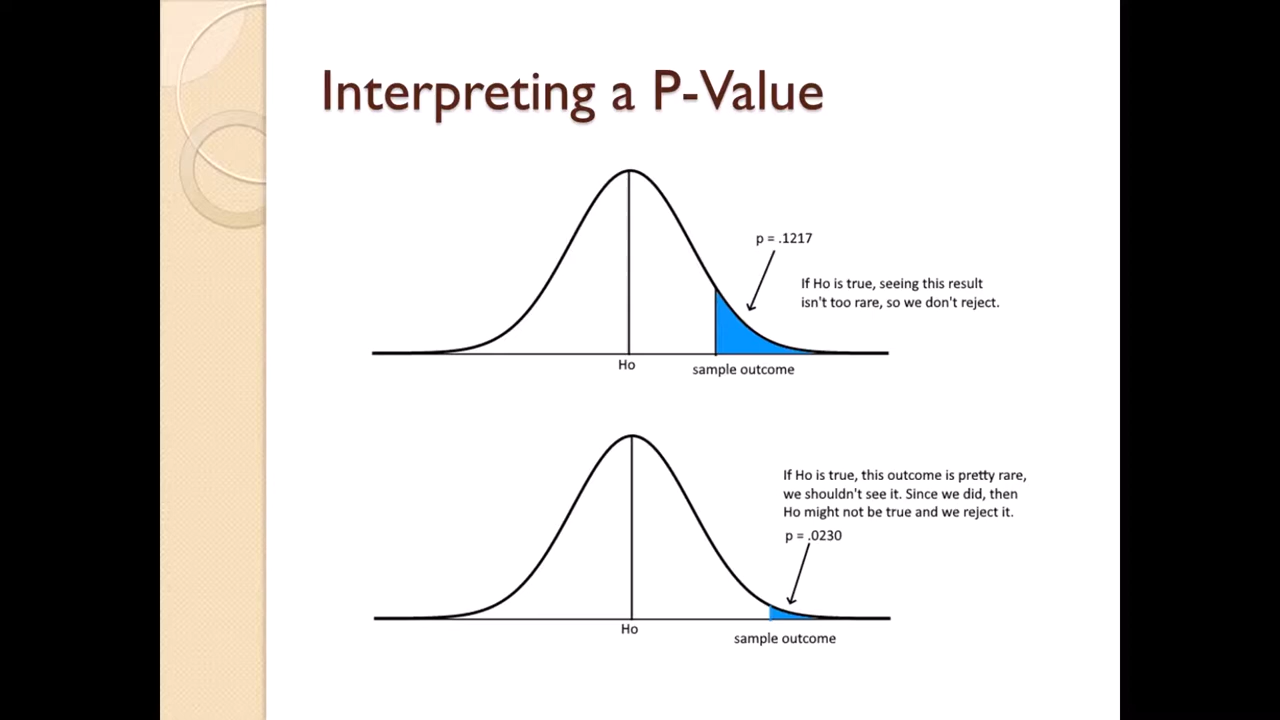 Interpreting a P-Value
p = .1217
If Ho is true, seeing this result
isn't too rare, so we don't reject.
Ho
sample outcome
If Ho is true, this outcome is pretty rare,
we shouldn't see it. Since we did, then
Ho might not be true and we reject it.
p = .0230
Ho
sample outcome